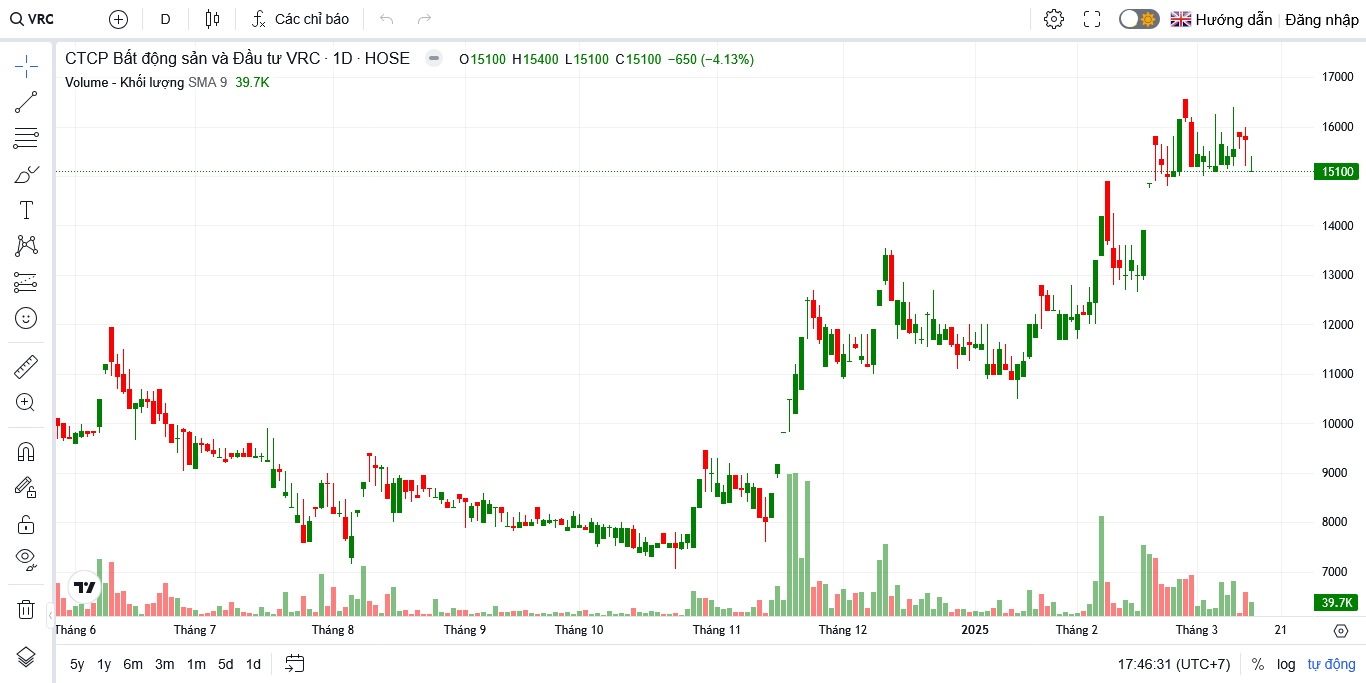 VRC D Các chỉ báo Hướng dẫn Đăng nhập
CTCP Bất động sản và Đầu tư VRC · 1D · HOSE O15100 H15400 L15100 C15100 −650 (−4.13%)
Volume - Khối lượng SMA 9 39.7K
17000
16000
15100
14000
13000
12000
11000
10000
9000
8000
7000
39.7K
Tháng 6 Tháng 7 Tháng 8 Tháng 9 Tháng 10 Tháng 11 Tháng 12 2025 Tháng 2 Tháng 3 21
5y 1y 6m 3m 1m 5d 1d 17:46:31 (UTC+7) % log tự động